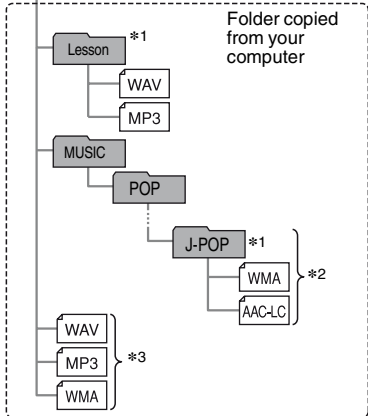 Folder copied
from your
computer
Lesson *1
WAV
MP3
MUSIC
POP
J-POP *1
WMA
*2
AAC-LC
WAV
MP3 *3
WMA